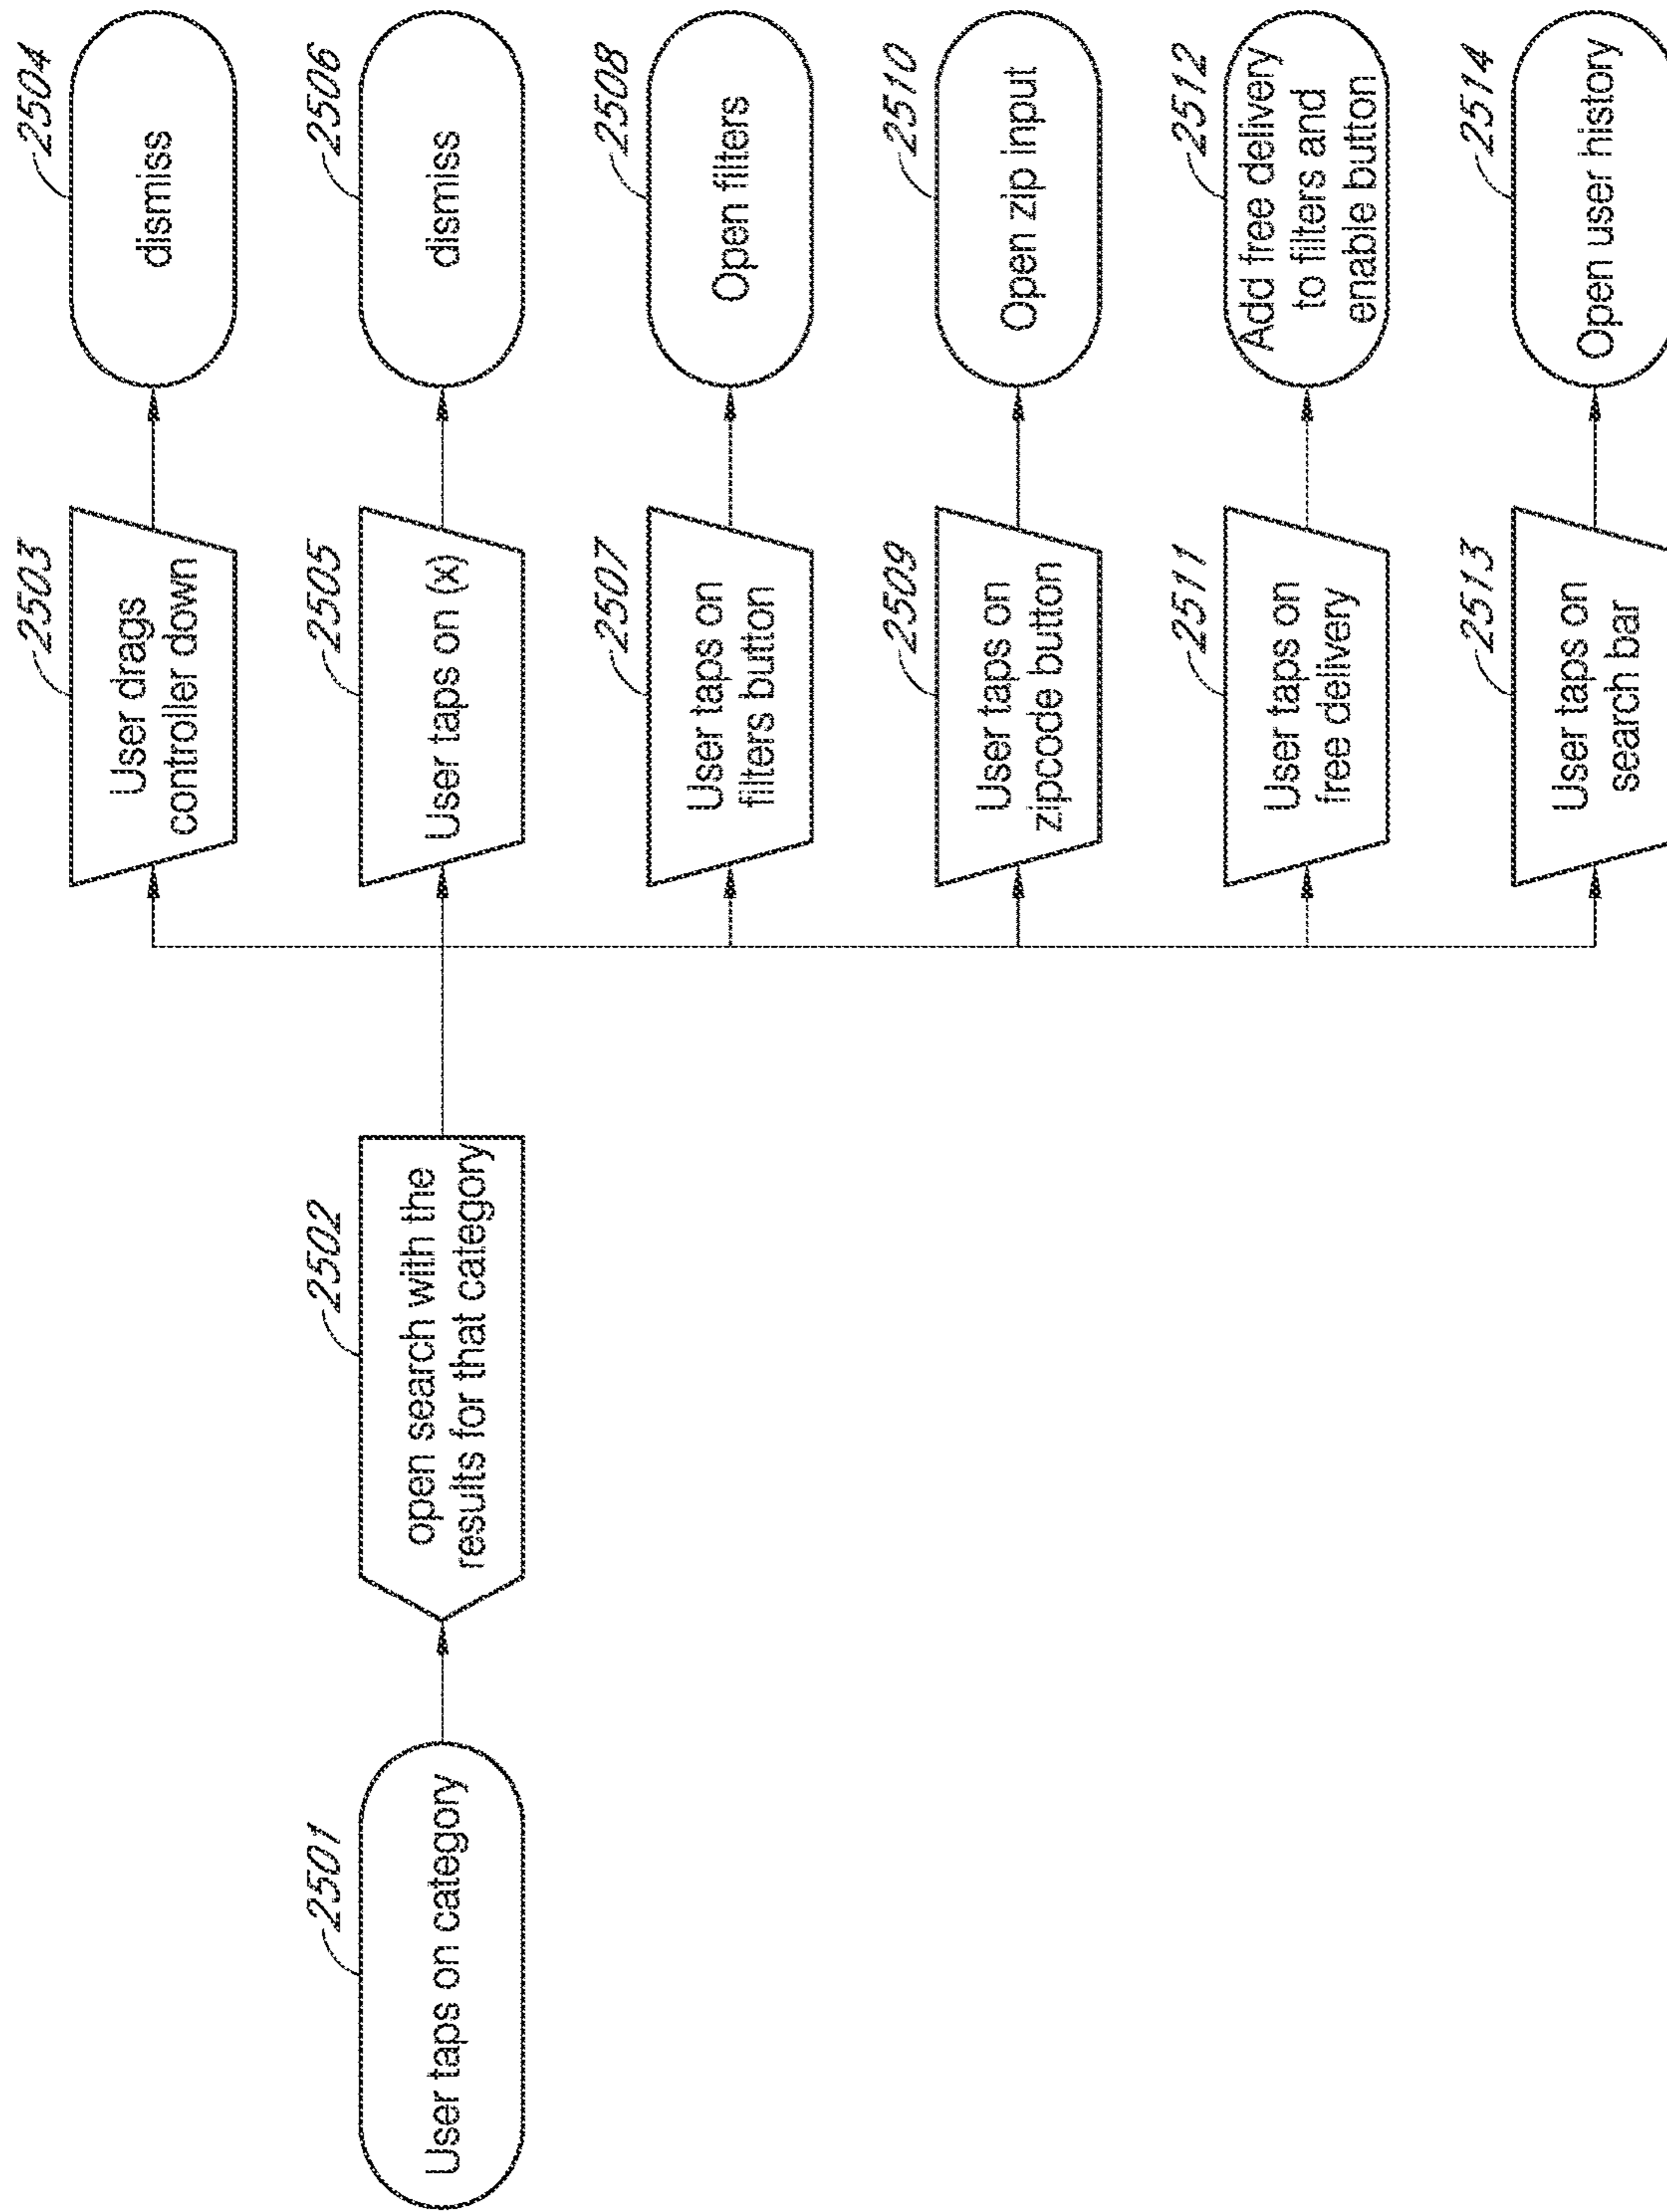 2501
User taps on category
2502
open search with the
results for that category
2503
User drags
controller down
2504
dismiss
2505
User taps on (x)
2506
dismiss
2507
User taps on
filters button
2508
Open filters
2509
User taps on
zipcode button
2510
Open zip input
2511
User taps on
free delivery
2512
Add free delivery
to filters and
enable button
2513
User taps on
search bar
2514
Open user history